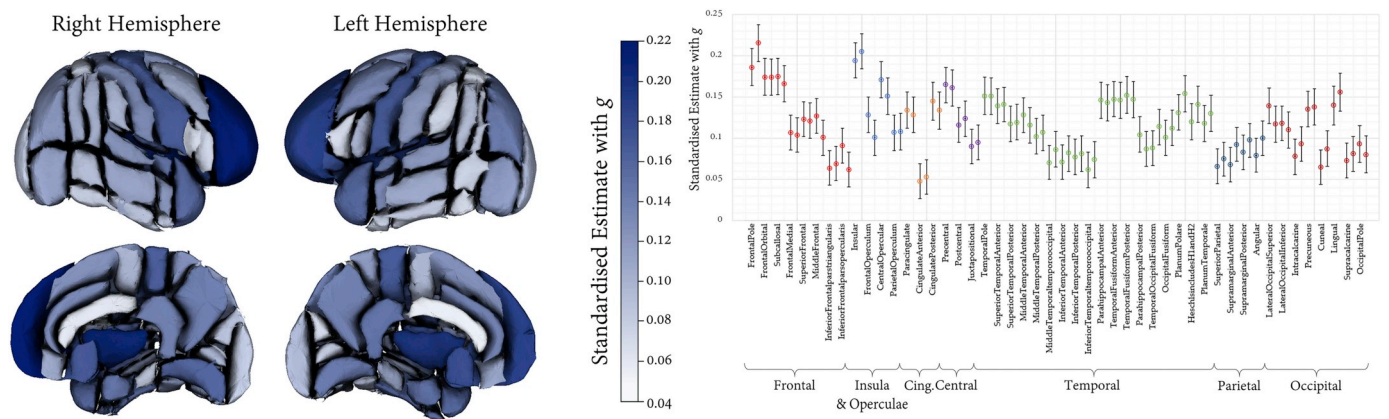 Right Hemisphere
Left Hemisphere
Standardised Estimate with g
0.22
0.20
0.18
0.16
0.14
0.12
0.10
0.08
0.06
0.04
Standardised Estimate with g
0.25
0.2
0.15
0.1
0.05
0
FrontalPole
FrontalOrbital
Subcallosal
FrontalMedial
SuperiorFrontal
MiddleFrontal
InferiorFrontalparstriangularis
InferiorFrontalparsopercularis
Insular
FrontalOperculum
CentralOpercular
ParietalOperculum
Paracingulate
CingulateAnterior
CingulatePosterior
Precentral
Postcentral
Juxtapositional
TemporalPole
SuperiorTemporalAnterior
SuperiorTemporalPosterior
MiddleTemporalAnterior
MiddleTemporalPosterior
MiddleTemporaltemporooccipital
InferiorTemporalAnterior
InferiorTemporalPosterior
InferiorTemporaltemporooccipital
ParahippocampalAnterior
TemporalFusiformAnterior
TemporalFusiformPosterior
ParahippocampalPosterior
TemporalOccipitalFusiform
OccipitalFusiform
PlanumPolare
HeschlsincludesH1andH2
PlanumTemporale
SuperiorParietal
SupramarginalAnterior
SupramarginalPosterior
Angular
LateralOccipitalSuperior
LateralOccipitalInferior
Intracalcarine
Precuneous
Cuneal
Lingual
Supracalcarine
OccipitalPole
Frontal
Insula
& Operculae
Cing.
Central
Temporal
Parietal
Occipital